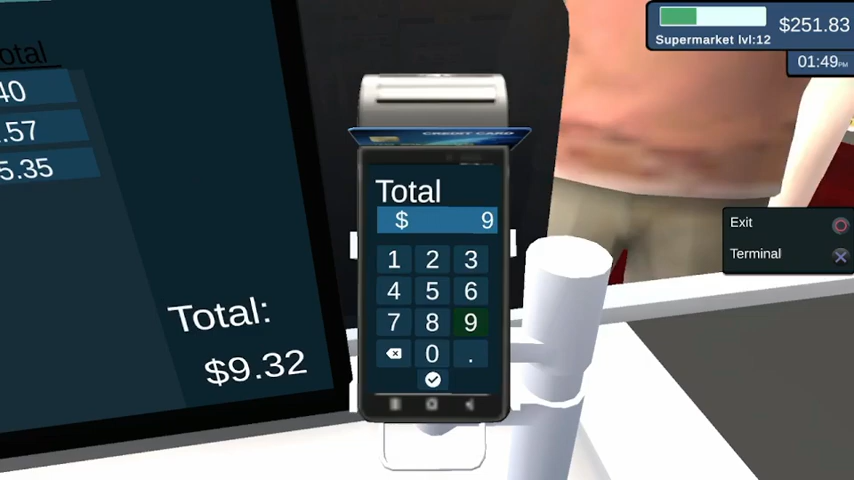 otal
40
.57
5.35
Total:
$9.32
CREDIT CARD
Total
$ 9
1 2 3
4 5 6
7 8 9
0 .
$251.83
Supermarket lvl:12
01:49PM
Exit
Terminal